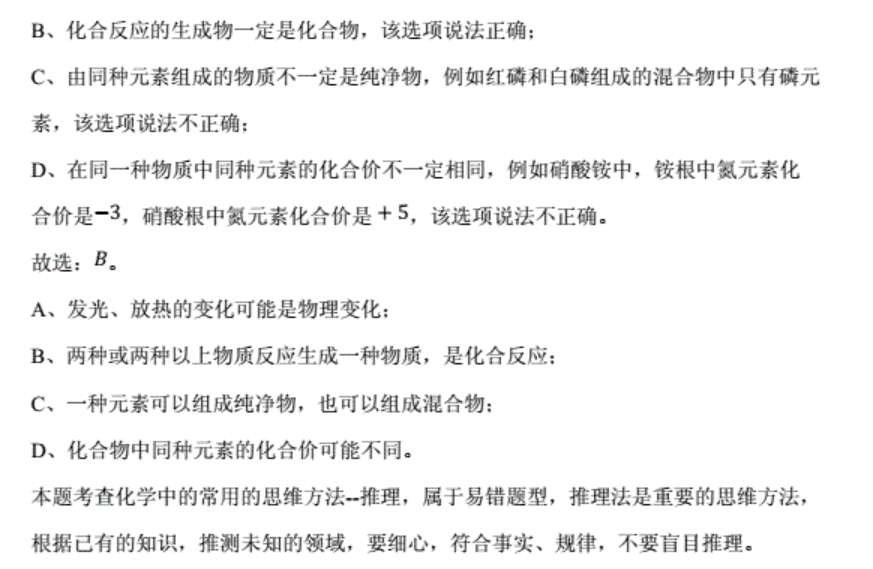 B、化合反应的生成物一定是化合物，该选项说法正确；
C、由同种元素组成的物质不一定是纯净物，例如红磷和白磷组成的混合物中只有磷元
素，该选项说法不正确；
D、在同一种物质中同种元素的化合价不一定相同，例如硝酸铵中，铵根中氮元素化
合价是−3，硝酸根中氮元素化合价是＋5，该选项说法不正确。
故选：B。
A、发光、放热的变化可能是物理变化；
B、两种或两种以上物质反应生成一种物质，是化合反应；
C、一种元素可以组成纯净物，也可以组成混合物；
D、化合物中同种元素的化合价可能不同。
本题考查化学中的常用的思维方法--推理，属于易错题型，推理法是重要的思维方法，
根据已有的知识，推测未知的领域，要细心，符合事实、规律，不要盲目推理。